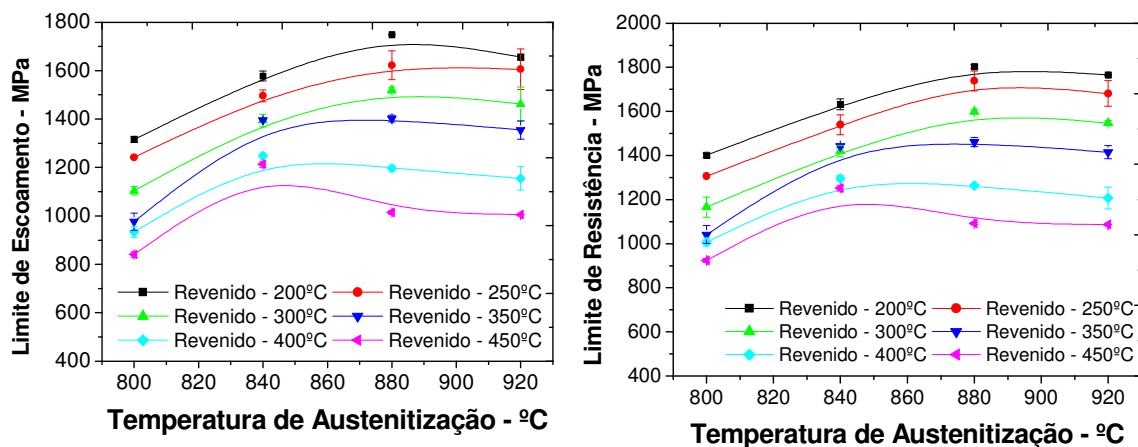 Limite de Escoamento - MPa
1800
1600
1400
1200
1000
800
600
400
Revenido - 200ºC
Revenido - 250ºC
Revenido - 300ºC
Revenido - 350ºC
Revenido - 400ºC
Revenido - 450ºC
800 820 840 860 880 900 920
Temperatura de Austenitização - ºC
Limite de Resistência - MPa
2000
1800
1600
1400
1200
1000
800
600
400
Revenido - 200ºC
Revenido - 250ºC
Revenido - 300ºC
Revenido - 350ºC
Revenido - 400ºC
Revenido - 450ºC
800 820 840 860 880 900 920
Temperatura de Austenitização - ºC